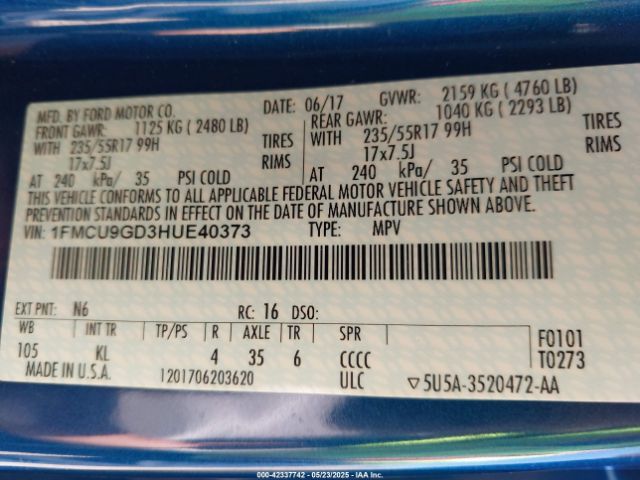 MFD. BY FORD MOTOR CO. DATE: 06/17 GVWR: 2159 KG ( 4760 LB)
FRONT GAWR: 1125 KG ( 2480 LB) REAR GAWR: 1040 KG ( 2293 LB)
WITH 235/55R17 99H TIRES WITH 235/55R17 99H TIRES
17x7.5J RIMS 17x7.5J RIMS
AT 240 kPa/ 35 PSI COLD AT 240 kPa/ 35 PSI COLD
THIS VEHICLE CONFORMS TO ALL APPLICABLE FEDERAL MOTOR VEHICLE SAFETY AND THEFT
PREVENTION STANDARDS IN EFFECT ON THE DATE OF MANUFACTURE SHOWN ABOVE.
VIN: 1FMCU9GD3HUE40373 TYPE: MPV
EXT PNT: N6 RC: 16 DSO:
WB INT TR TP/PS R AXLE TR SPR F0101
105 KL 4 35 6 CCCC T0273
MADE IN U.S.A. 1201706203620 ULC ▽5U5A-3520472-AA
000-42337742 - 05/23/2025 - IAA Inc.